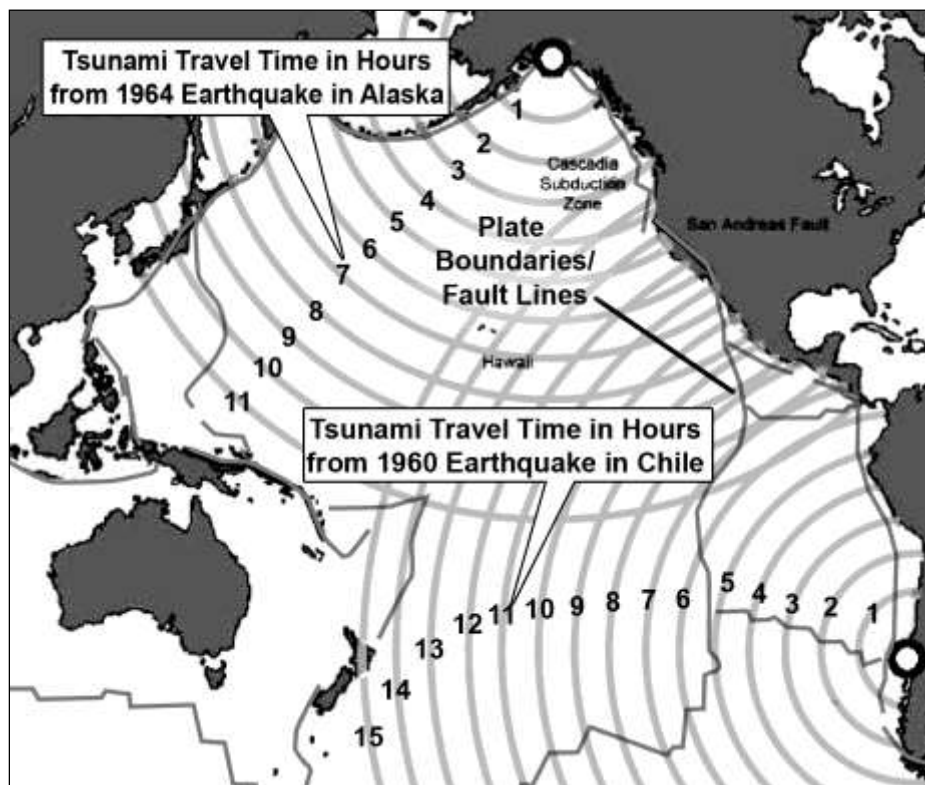 Tsunami Travel Time in Hours
from 1964 Earthquake in Alaska
1
2
3
4
5
6
7
8
9
10
11
Cascadia
Subduction
Zone
San Andreas Fault
Plate
Boundaries/
Fault Lines
Hawaii
Tsunami Travel Time in Hours
from 1960 Earthquake in Chile
1
2
3
4
5
6
7
8
9
10
11
12
13
14
15